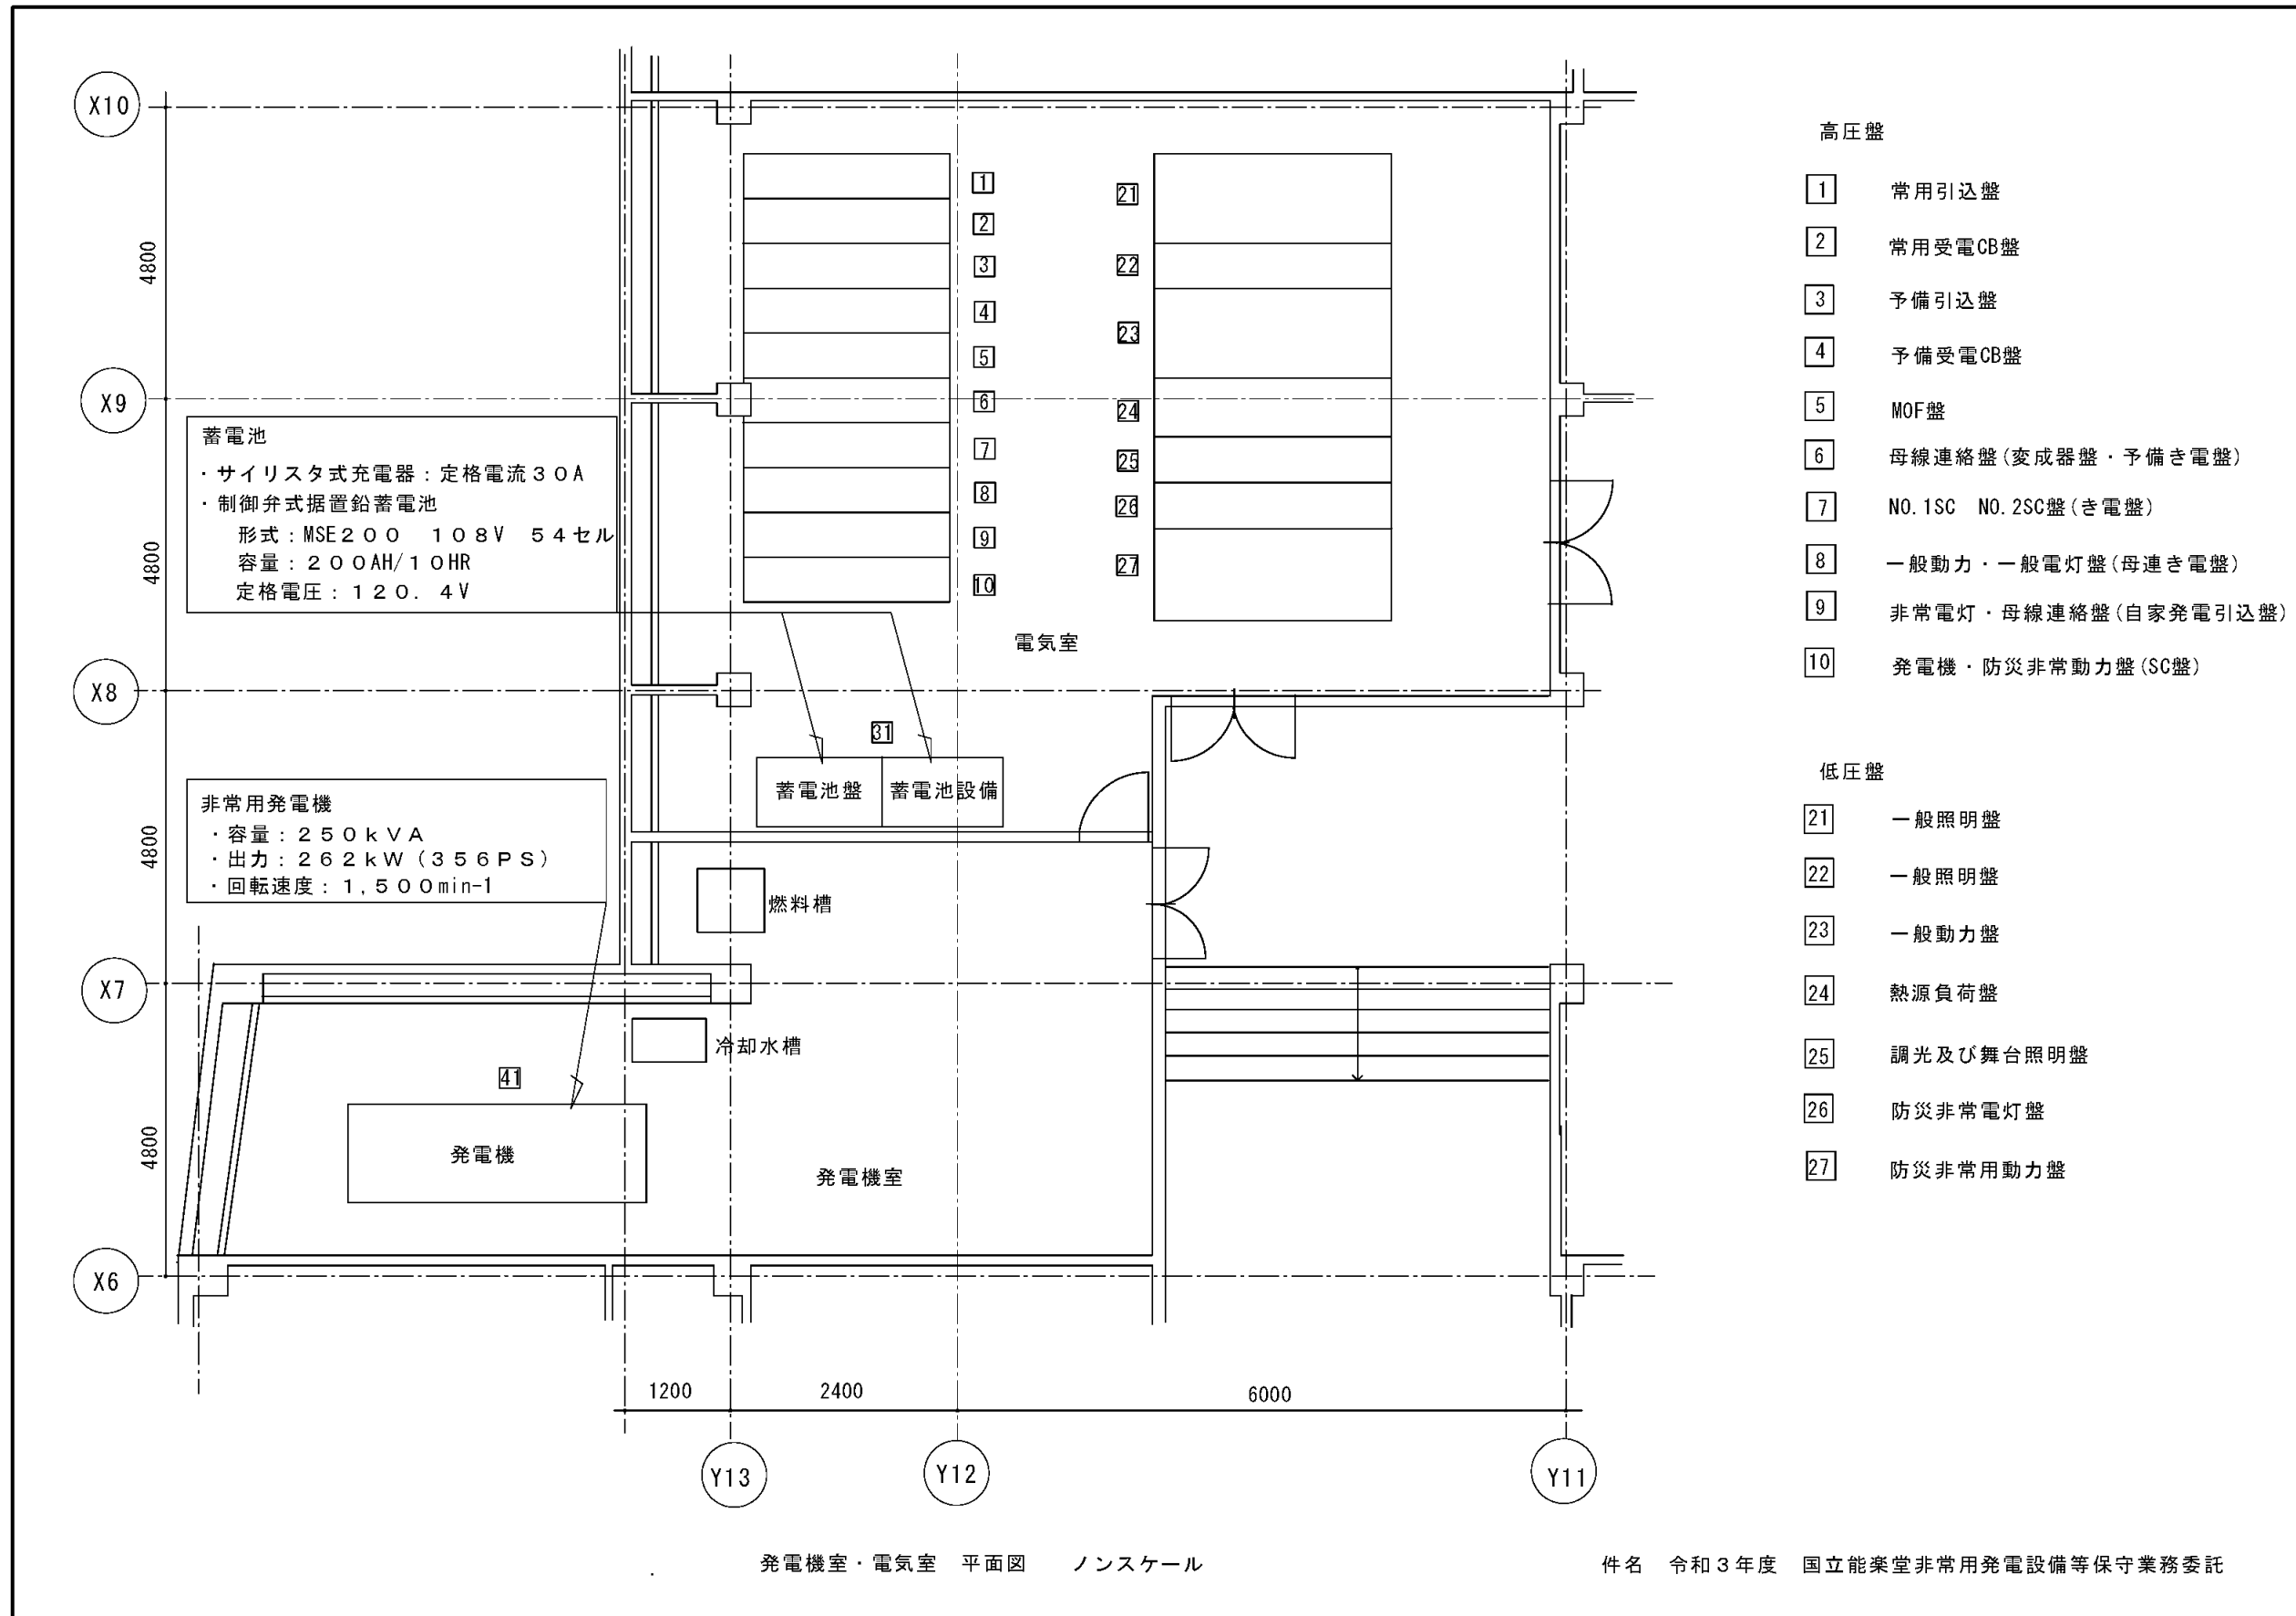 X10
X9
X8
X7
X6
4800
4800
4800
4800
蓄電池
・サイリスタ式充電器：定格電流３０A
・制御弁式据置鉛蓄電池
形式：MSE２００　１０８V　５４セル
容量：２００AH/１０HR
定格電圧：１２０．４V
非常用発電機
・容量：２５０ｋＶＡ
・出力：２６２ｋＷ（３５６ＰＳ）
・回転速度：１，５００min-1
1
2
3
4
5
6
7
8
9
10
21
22
23
24
25
26
27
電気室
31
蓄電池盤
蓄電池設備
燃料槽
冷却水槽
41
発電機
発電機室
1200
2400
6000
Y13
Y12
Y11
高圧盤
1 常用引込盤
2 常用受電CB盤
3 予備引込盤
4 予備受電CB盤
5 MOF盤
6 母線連絡盤(変成器盤・予備き電盤)
7 NO.1SC　NO.2SC盤(き電盤)
8 一般動力・一般電灯盤(母連き電盤)
9 非常電灯・母線連絡盤(自家発電引込盤)
10 発電機・防災非常動力盤(SC盤)
低圧盤
21 一般照明盤
22 一般照明盤
23 一般動力盤
24 熱源負荷盤
25 調光及び舞台照明盤
26 防災非常電灯盤
27 防災非常用動力盤
発電機室・電気室　平面図　　ノンスケール
件名　令和３年度　国立能楽堂非常用発電設備等保守業務委託